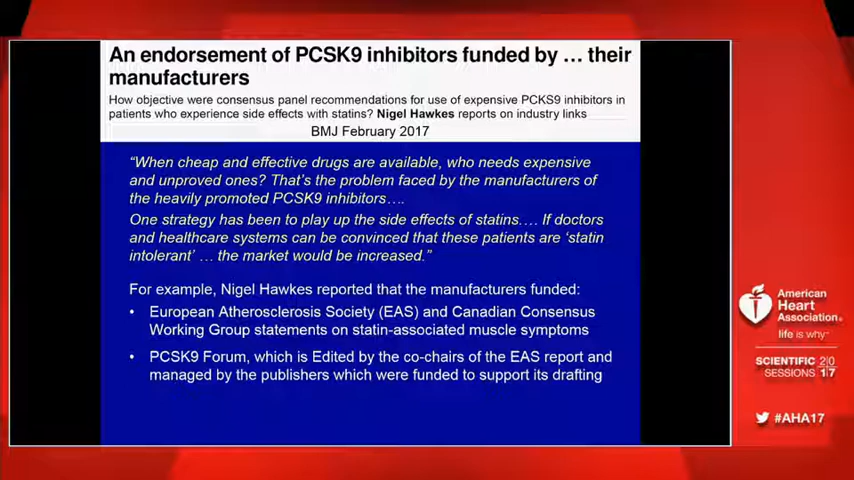 An endorsement of PCSK9 inhibitors funded by … their
manufacturers
How objective were consensus panel recommendations for use of expensive PCKS9 inhibitors in
patients who experience side effects with statins? Nigel Hawkes reports on industry links
BMJ February 2017
"When cheap and effective drugs are available, who needs expensive
and unproved ones? That's the problem faced by the manufacturers of
the heavily promoted PCSK9 inhibitors….
One strategy has been to play up the side effects of statins…. If doctors
and healthcare systems can be convinced that these patients are 'statin
intolerant' … the market would be increased."
For example, Nigel Hawkes reported that the manufacturers funded:
• European Atherosclerosis Society (EAS) and Canadian Consensus
Working Group statements on statin-associated muscle symptoms
• PCSK9 Forum, which is Edited by the co-chairs of the EAS report and
managed by the publishers which were funded to support its drafting
American
Heart
Association®
life is why™
SCIENTIFIC 20
SESSIONS 17
#AHA17